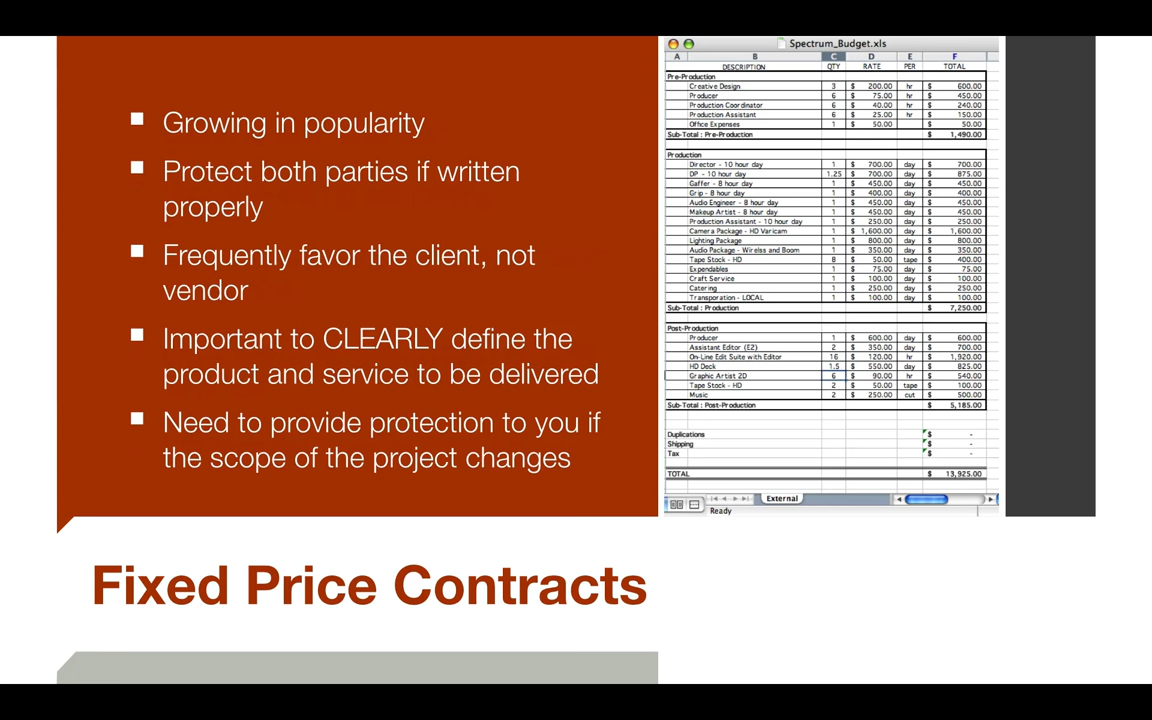 Growing in popularity
Protect both parties if written
properly
Frequently favor the client, not
vendor
Important to CLEARLY define the
product and service to be delivered
Need to provide protection to you if
the scope of the project changes
Fixed Price Contracts
Spectrum_Budget.xls
A B C D E F
DESCRIPTION QTY RATE PER TOTAL
Pre-Production
Creative Design 3 $ 200.00 hr $ 600.00
Producer 6 $ 75.00 hr $ 450.00
Production Coordinator 6 $ 40.00 hr $ 240.00
Production Assistant 6 $ 25.00 hr $ 150.00
Office Expenses 1 $ 50.00 $ 50.00
Sub-Total : Pre-Production $ 1,490.00
Production
Director - 10 hour day 1 $ 700.00 day $ 700.00
DP - 10 hour day 1.25 $ 700.00 day $ 875.00
Gaffer - 8 hour day 1 $ 450.00 day $ 450.00
Grip - 8 hour day 1 $ 400.00 day $ 400.00
Audio Engineer - 8 hour day 1 $ 450.00 day $ 450.00
Makeup Artist - 8 hour day 1 $ 450.00 day $ 450.00
Production Assistant - 10 hour day 1 $ 250.00 day $ 250.00
Camera Package - HD Varicam 1 $ 1,600.00 day $ 1,600.00
Lighting Package 1 $ 800.00 day $ 800.00
Audio Package - Wirelss and Boom 1 $ 350.00 day $ 350.00
Tape Stock - HD 8 $ 50.00 tape $ 400.00
Expendables 1 $ 75.00 day $ 75.00
Craft Service 1 $ 100.00 day $ 100.00
Catering 1 $ 250.00 day $ 250.00
Transporation - LOCAL 1 $ 100.00 day $ 100.00
Sub-Total : Production $ 7,250.00
Post-Production
Producer 1 $ 600.00 day $ 600.00
Assistant Editor (E2) 2 $ 350.00 day $ 700.00
On-Line Edit Suite with Editor 16 $ 120.00 hr $ 1,920.00
HD Deck 1.5 $ 550.00 day $ 825.00
Graphic Artist 2D 6 $ 90.00 hr $ 540.00
Tape Stock - HD 2 $ 50.00 tape $ 100.00
Music 2 $ 250.00 cut $ 500.00
Sub-Total : Post-Production $ 5,185.00
Duplications $ -
Shipping $ -
Tax $ -
TOTAL $ 13,925.00
External
Ready